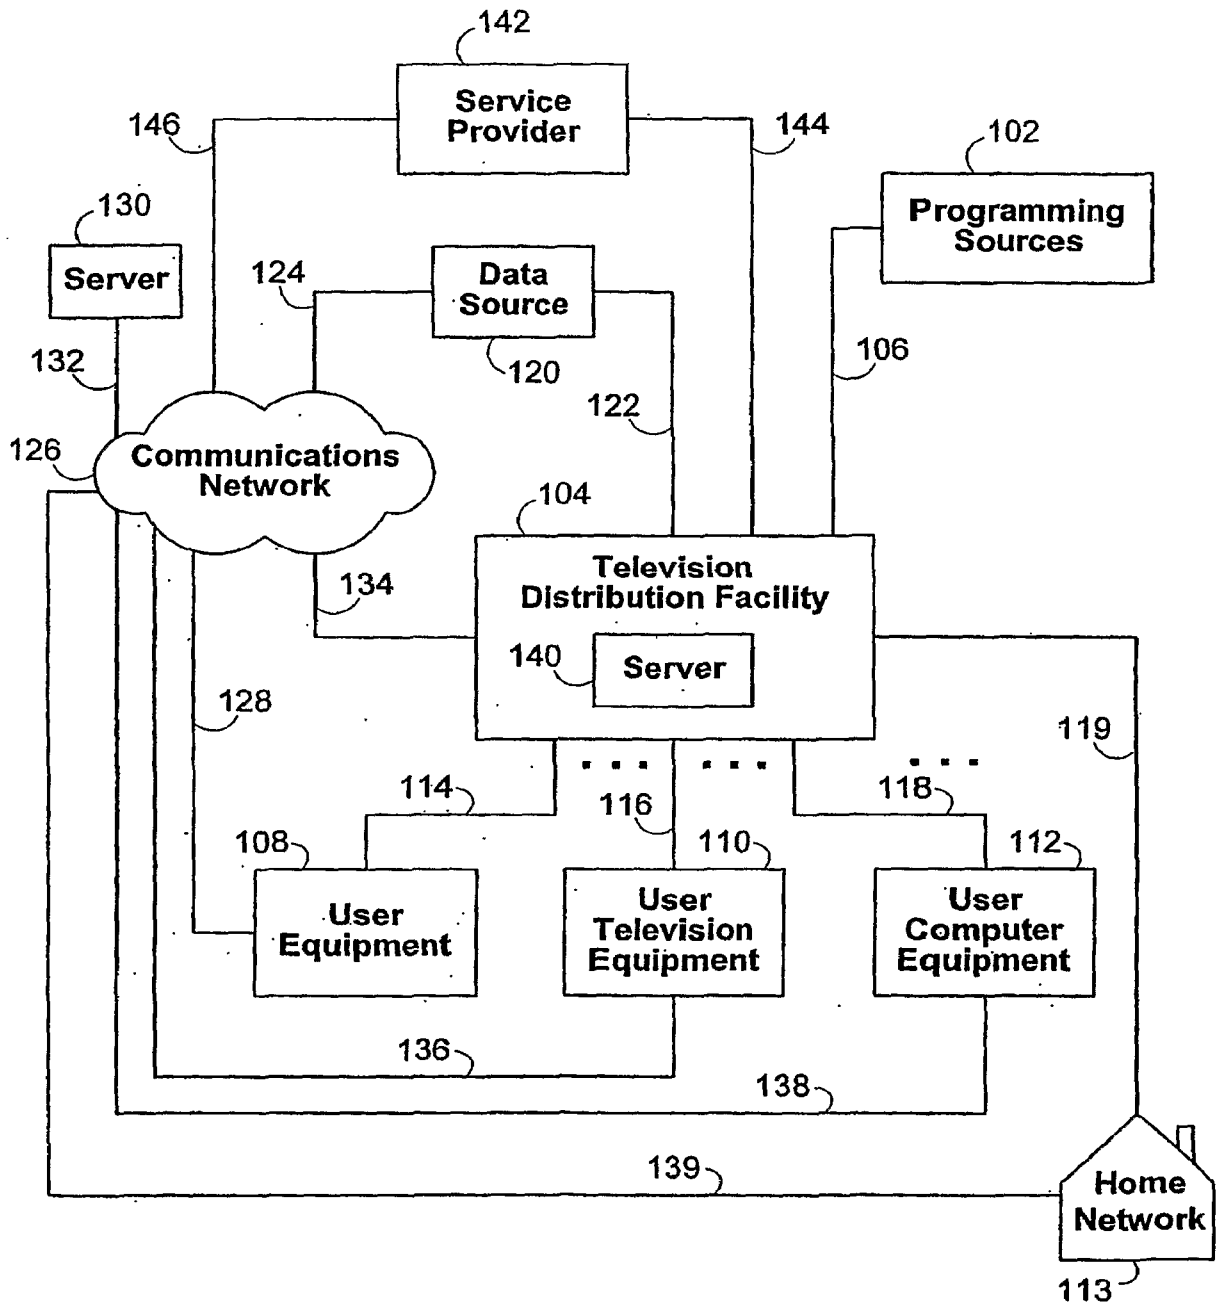 142
Service
Provider
146
144
102
Programming
Sources
130
Server
124
Data
Source
120
132
106
122
126
Communications
Network
104
Television
Distribution Facility
134
140
Server
128
119
114
116
118
108
User
Equipment
110
User
Television
Equipment
112
User
Computer
Equipment
136
138
139
Home
Network
113